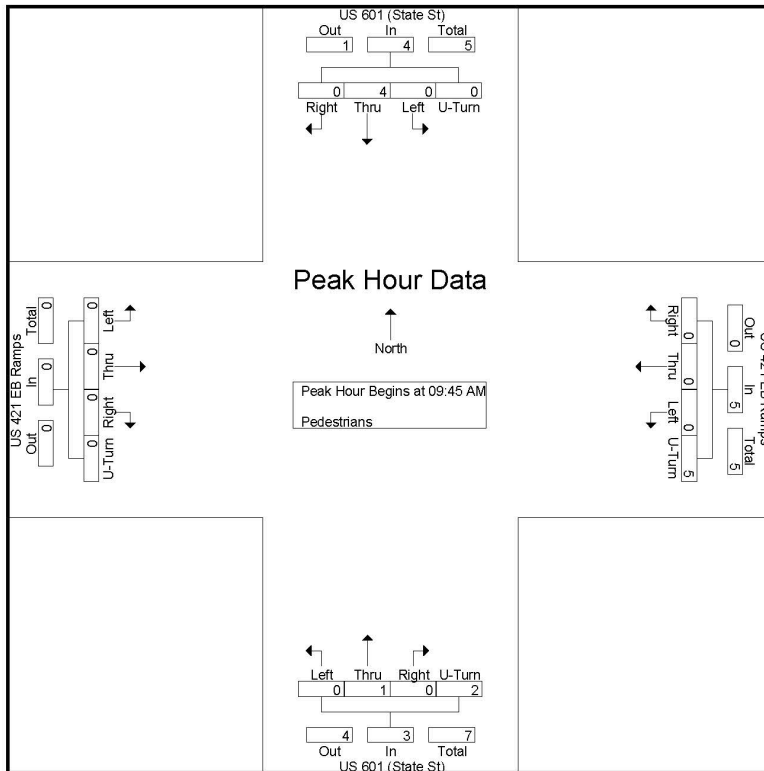 US 601 (State St)
Out In Total
1 4 5
0 4 0 0
Right Thru Left U-Turn
Peak Hour Data
North
Peak Hour Begins at 09:45 AM
Pedestrians
US 421 EB Ramps
Total In Out
0 0 0
0 0 0 0
Left Thru Right U-Turn
Right Thru Left U-Turn
0 0 0 5
Out In Total
0 5 5
US 421 EB Ramps
Left Thru Right U-Turn
0 1 0 2
4 3 7
Out In Total
US 601 (State St)